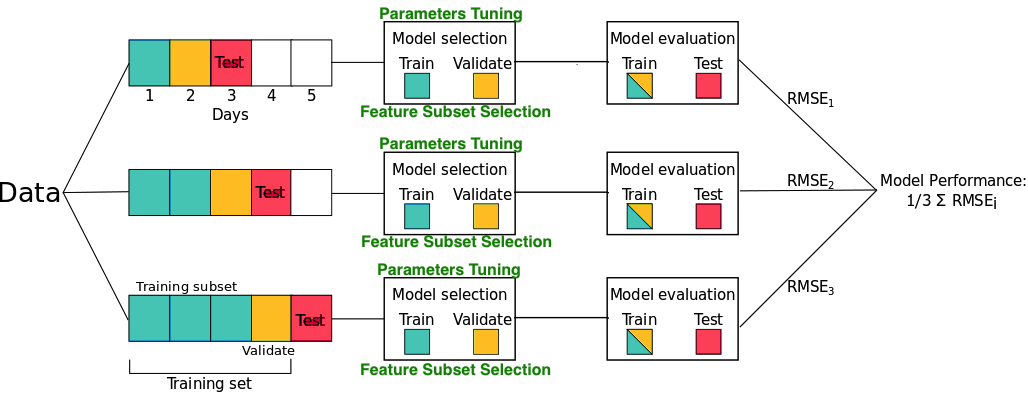 Parameters Tuning
Model selection
Train Validate
Feature Subset Selection
Model evaluation
Train Test
Test
1 2 3 4 5
Days
RMSE1
Parameters Tuning
Model selection
Train Validate
Feature Subset Selection
Model evaluation
Train Test
Data
Test
RMSE2
Model Performance:
1/3 Σ RMSEi
Parameters Tuning
Model selection
Train Validate
Feature Subset Selection
Model evaluation
Train Test
RMSE3
Training subset
Test
Validate
Training set